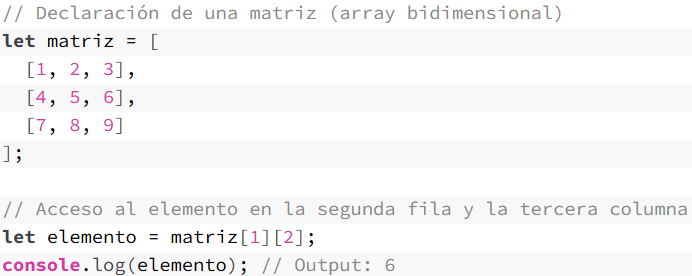 // Declaración de una matriz (array bidimensional)
let matriz = [
  [1, 2, 3],
  [4, 5, 6],
  [7, 8, 9]
];

// Acceso al elemento en la segunda fila y la tercera columna
let elemento = matriz[1][2];
console.log(elemento); // Output: 6